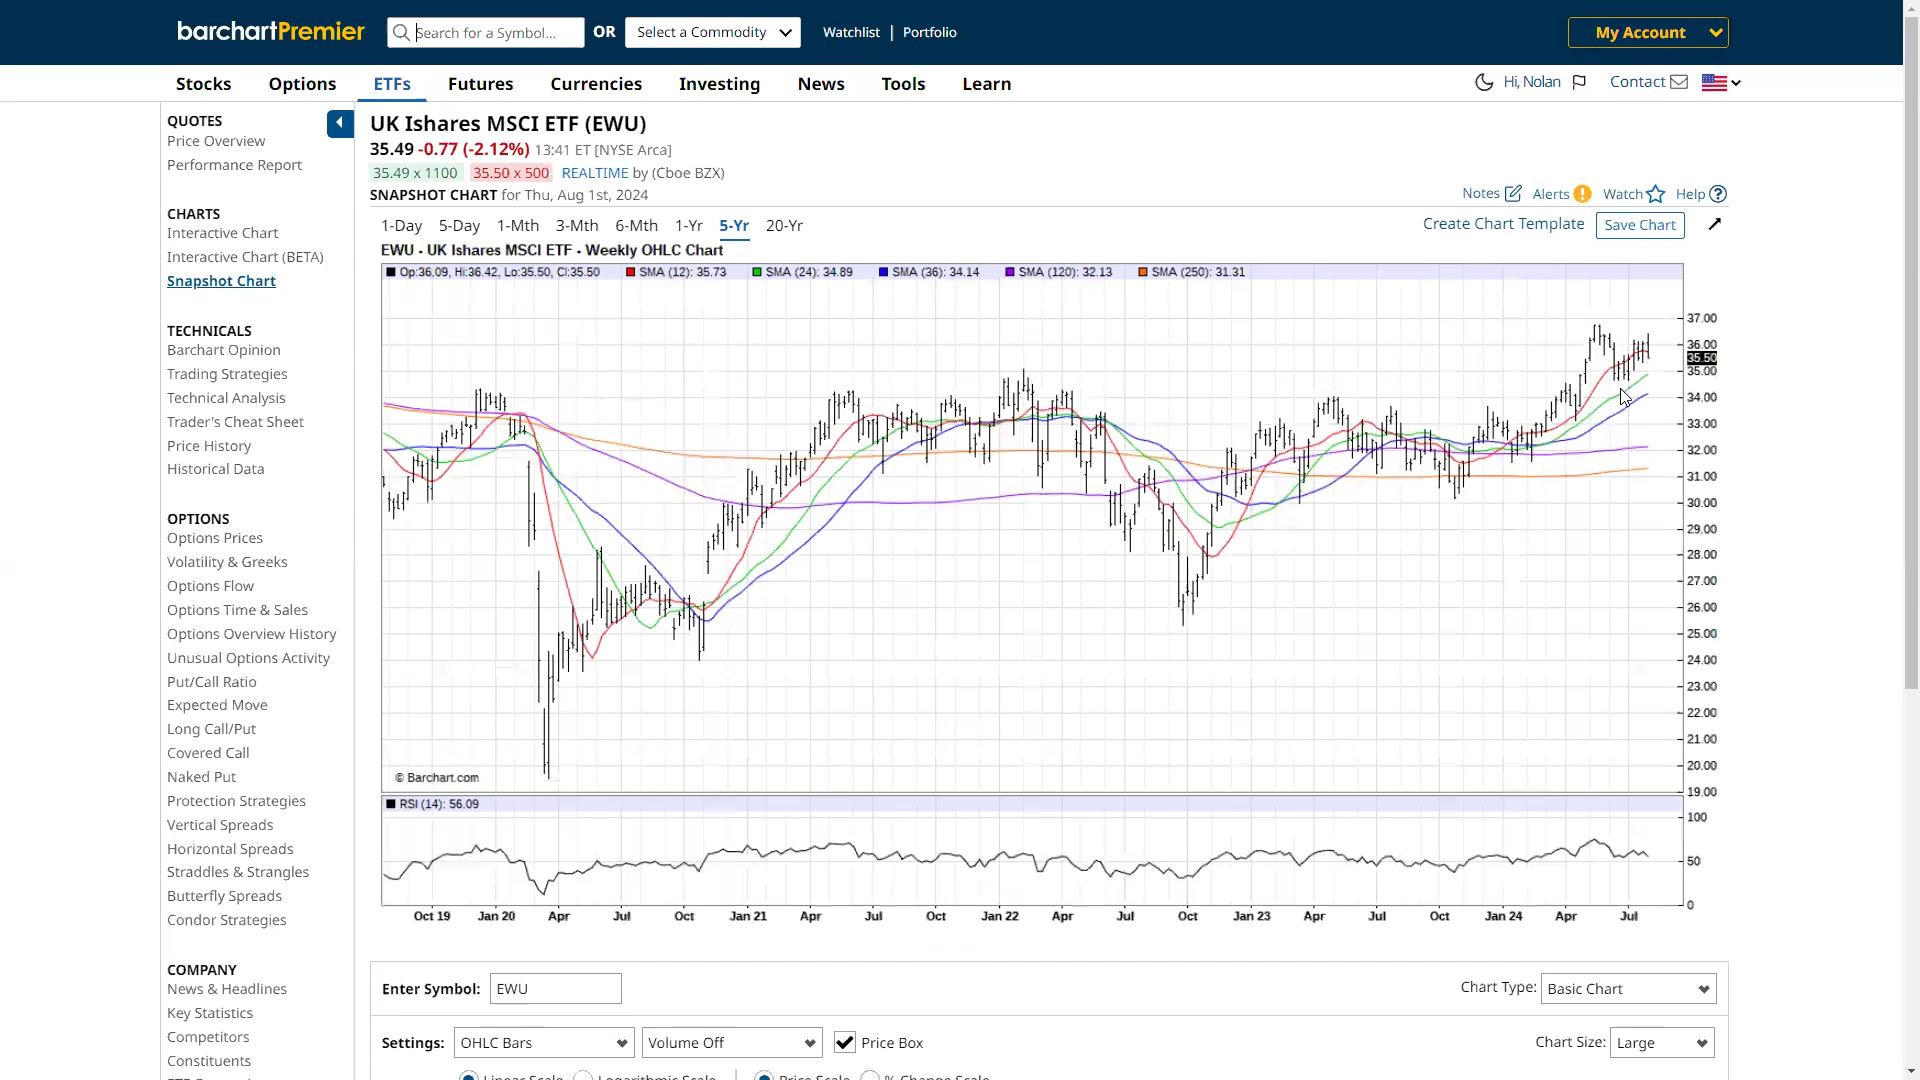 barchartPremier
Search for a Symbol...
OR
Select a Commodity
Watchlist | Portfolio
My Account
Stocks Options ETFs Futures Currencies Investing News Tools Learn
Hi, Nolan
Contact
QUOTES
Price Overview
Performance Report
CHARTS
Interactive Chart
Interactive Chart (BETA)
Snapshot Chart
TECHNICALS
Barchart Opinion
Trading Strategies
Technical Analysis
Trader's Cheat Sheet
Price History
Historical Data
OPTIONS
Options Prices
Volatility & Greeks
Options Flow
Options Time & Sales
Options Overview History
Unusual Options Activity
Put/Call Ratio
Expected Move
Long Call/Put
Covered Call
Naked Put
Protection Strategies
Vertical Spreads
Horizontal Spreads
Straddles & Strangles
Butterfly Spreads
Condor Strategies
COMPANY
News & Headlines
Key Statistics
Competitors
Constituents
UK Ishares MSCI ETF (EWU)
35.49 -0.77 (-2.12%) 13:41 ET [NYSE Arca]
35.49 x 1100 35.50 x 500 REALTIME by (Cboe BZX)
SNAPSHOT CHART for Thu, Aug 1st, 2024
Notes Alerts Watch Help
1-Day 5-Day 1-Mth 3-Mth 6-Mth 1-Yr 5-Yr 20-Yr
Create Chart Template Save Chart
EWU - UK Ishares MSCI ETF - Weekly OHLC Chart
Op:36.09, Hi:36.42, Lo:35.50, Cl:35.50 SMA (12): 35.73 SMA (24): 34.89 SMA (36): 34.14 SMA (120): 32.13 SMA (250): 31.31
37.00
36.00
35.50
35.00
34.00
33.00
32.00
31.00
30.00
29.00
28.00
27.00
26.00
25.00
24.00
23.00
22.00
21.00
20.00
19.00
© Barchart.com
RSI (14): 56.09
100
50
0
Oct 19 Jan 20 Apr Jul Oct Jan 21 Apr Jul Oct Jan 22 Apr Jul Oct Jan 23 Apr Jul Oct Jan 24 Apr Jul
Enter Symbol: EWU
Chart Type: Basic Chart
Settings: OHLC Bars Volume Off Price Box
Chart Size: Large
Linear Scale Logarithmic Scale Price Scale % Change Scale